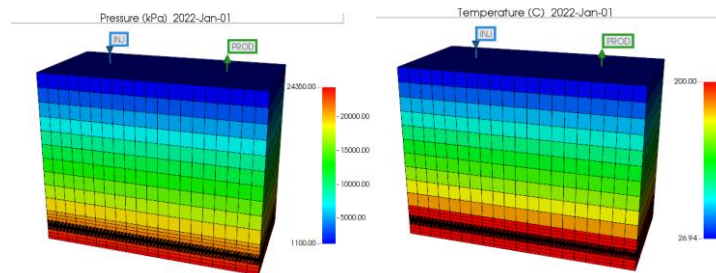 Pressure (kPa) 2022-Jan-01
INJ
PROD
24350.00
20000.00
15000.00
10000.00
5000.00
1100.00
Temperature (C) 2022-Jan-01
INJ
PROD
200.00
26.94